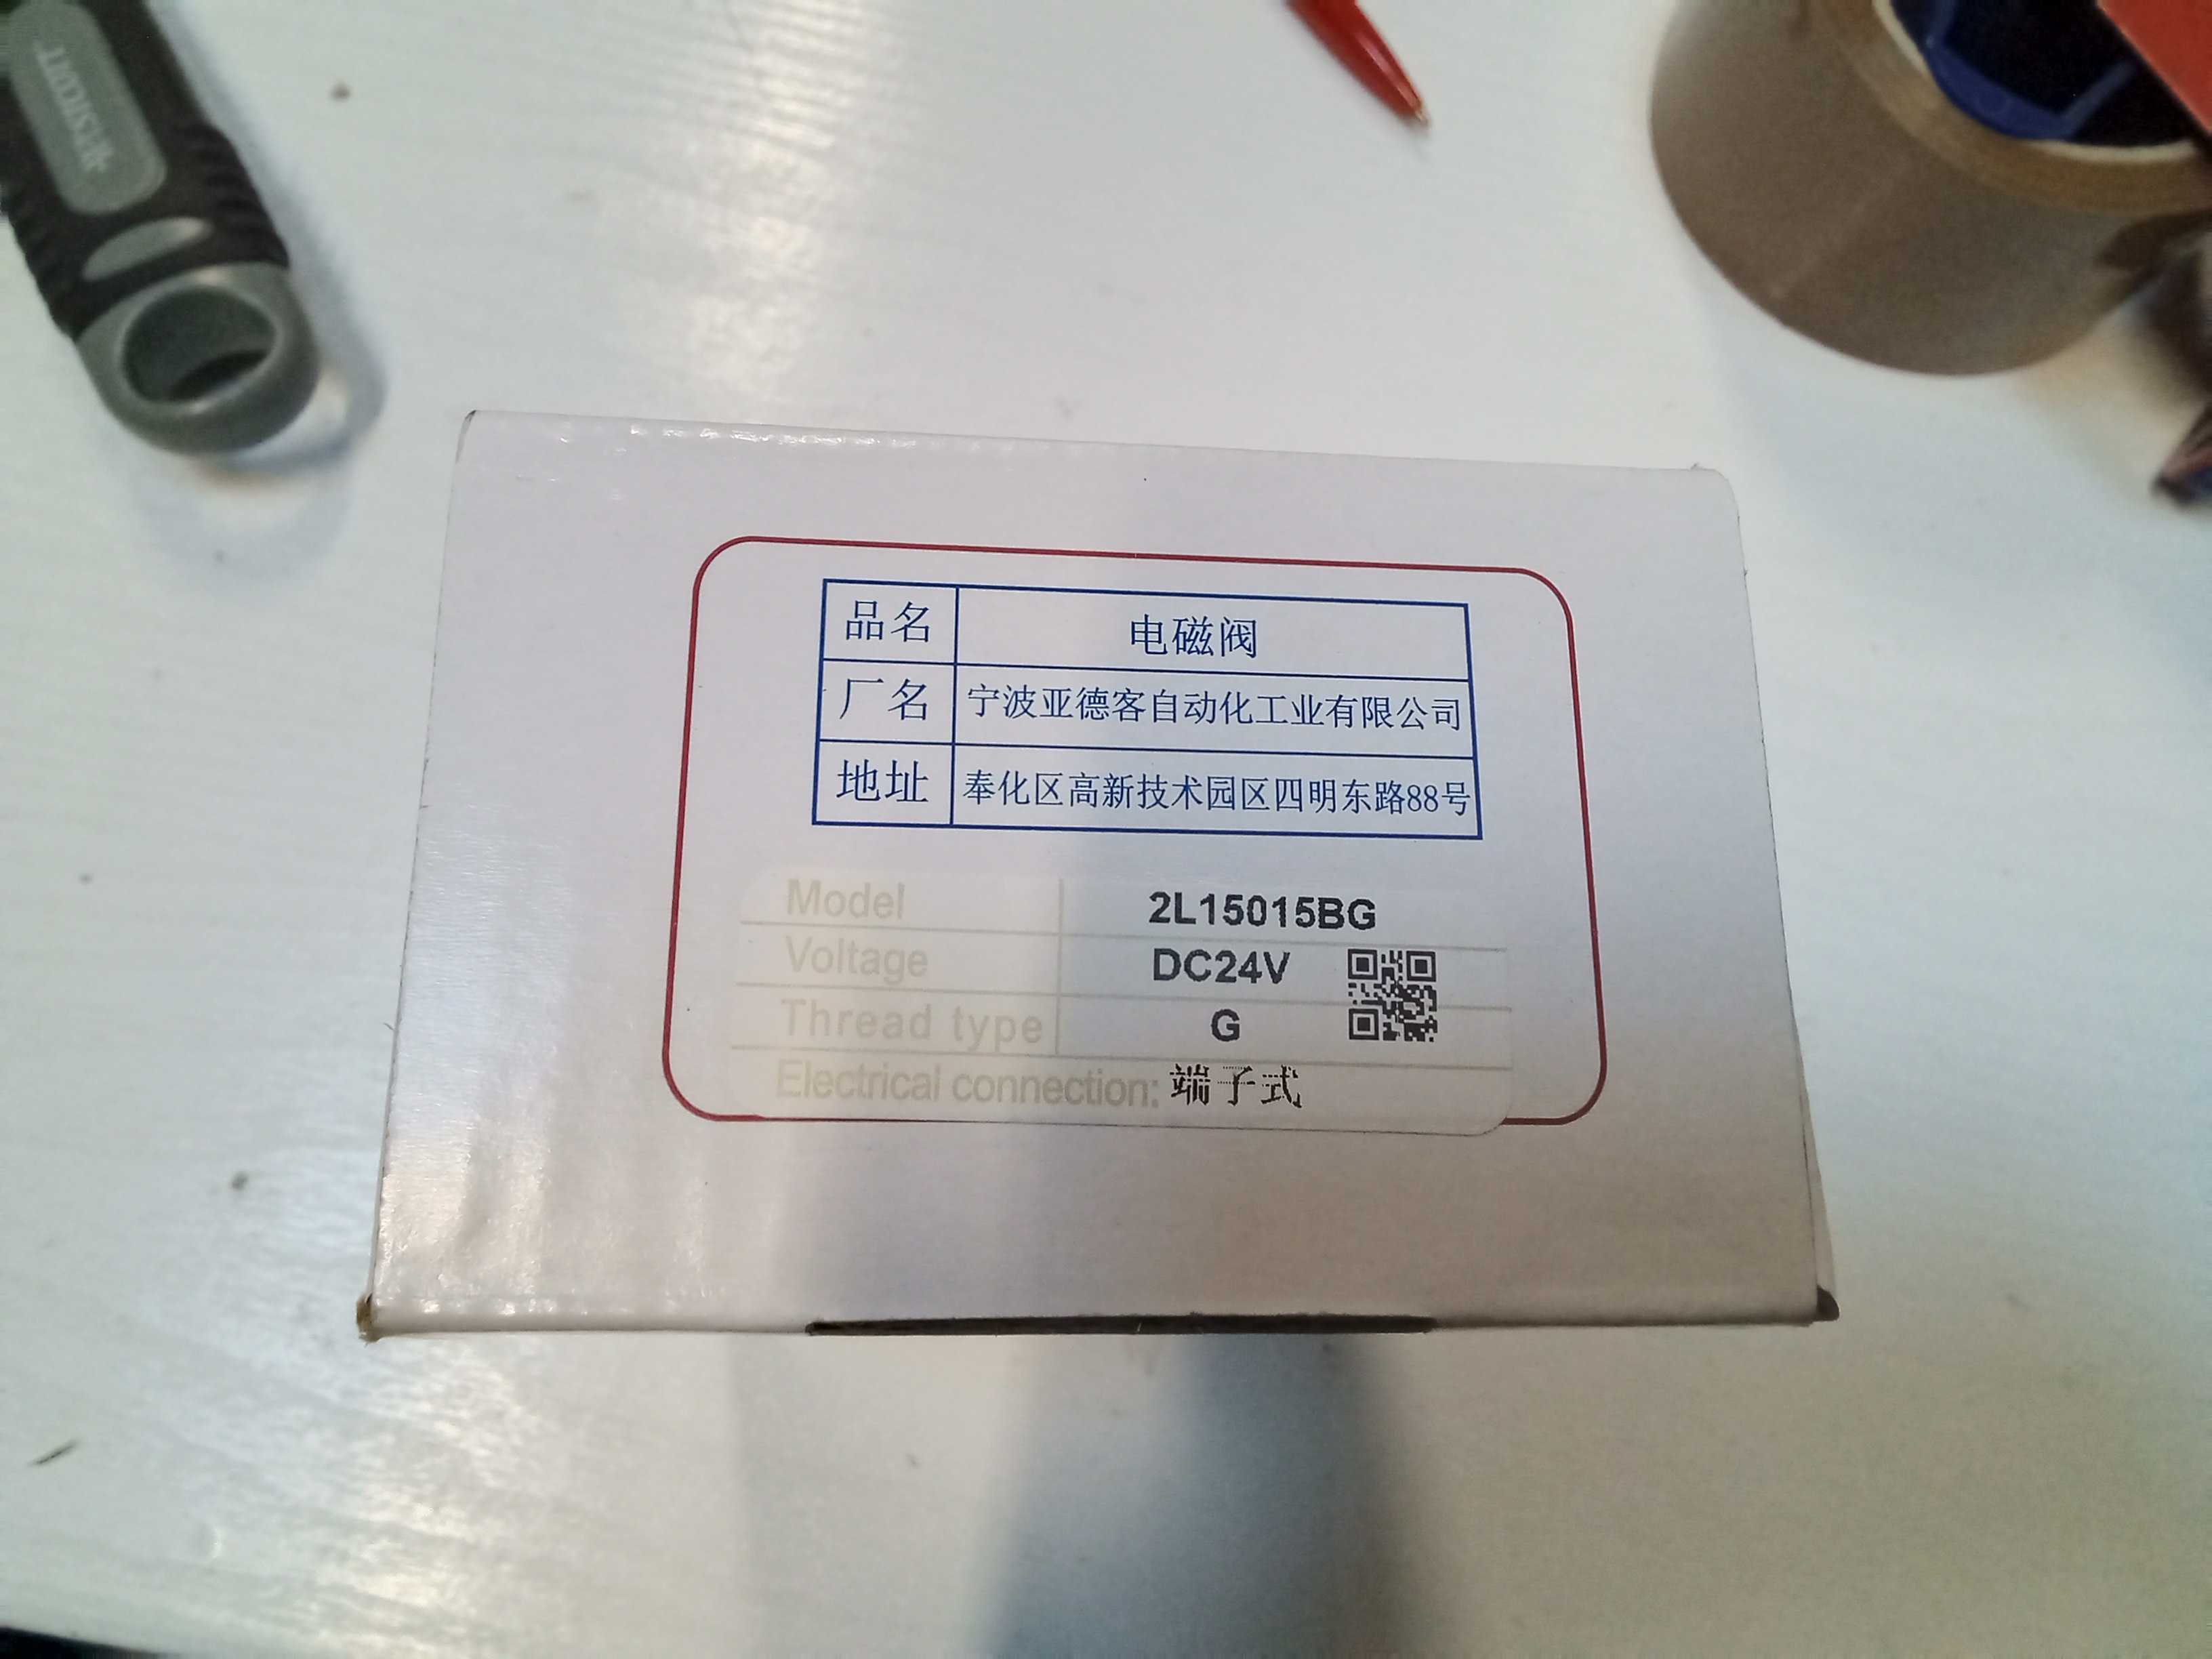 品名 电磁阀
厂名 宁波亚德客自动化工业有限公司
地址 奉化区高新技术园区四明东路88号
Model 2L15015BG
Voltage DC24V
Thread type G
Electrical connection: 端子式